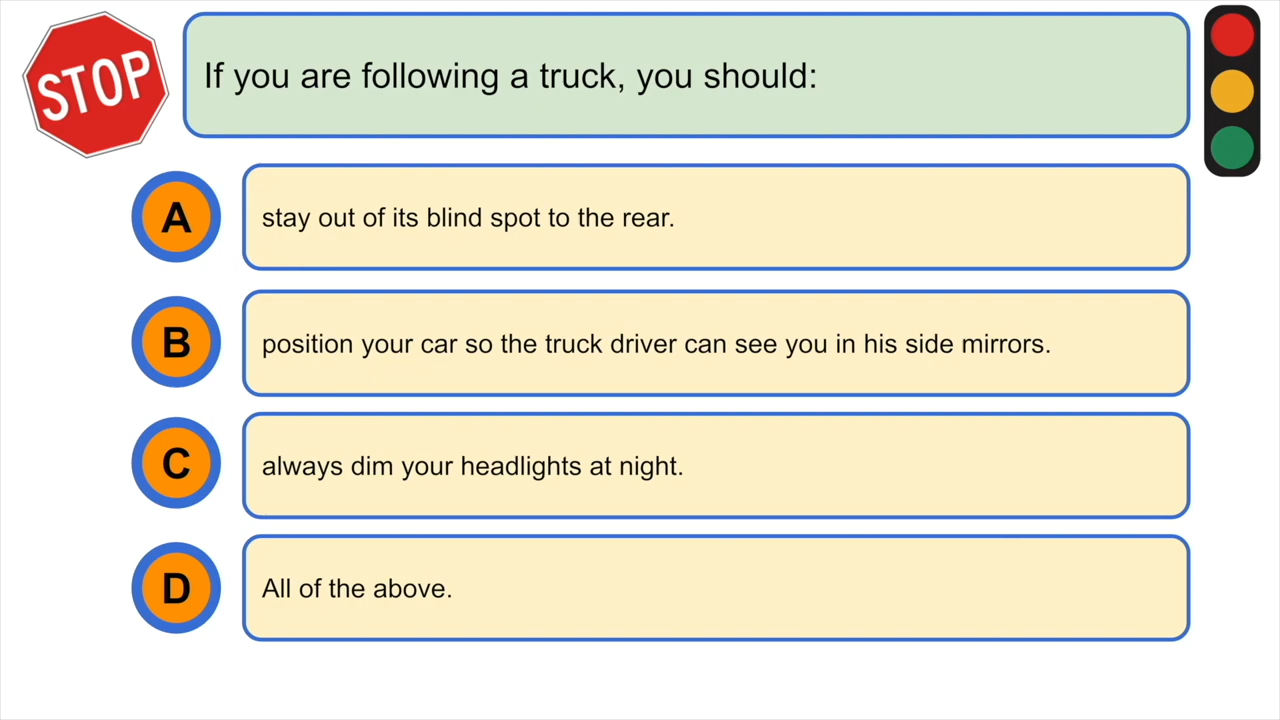 STOP
If you are following a truck, you should:
A
stay out of its blind spot to the rear.
B
position your car so the truck driver can see you in his side mirrors.
C
always dim your headlights at night.
D
All of the above.